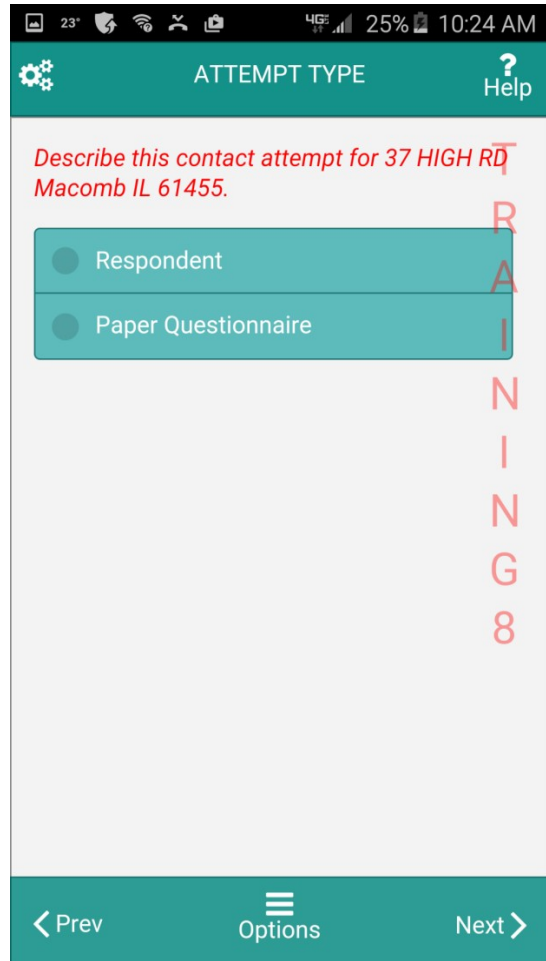 23° 4G 25% 10:24 AM
ATTEMPT TYPE
? Help
Describe this contact attempt for 37 HIGH RD
Macomb IL 61455.
Respondent
Paper Questionnaire
T
R
A
I
N
I
N
G
8
Prev
Options
Next